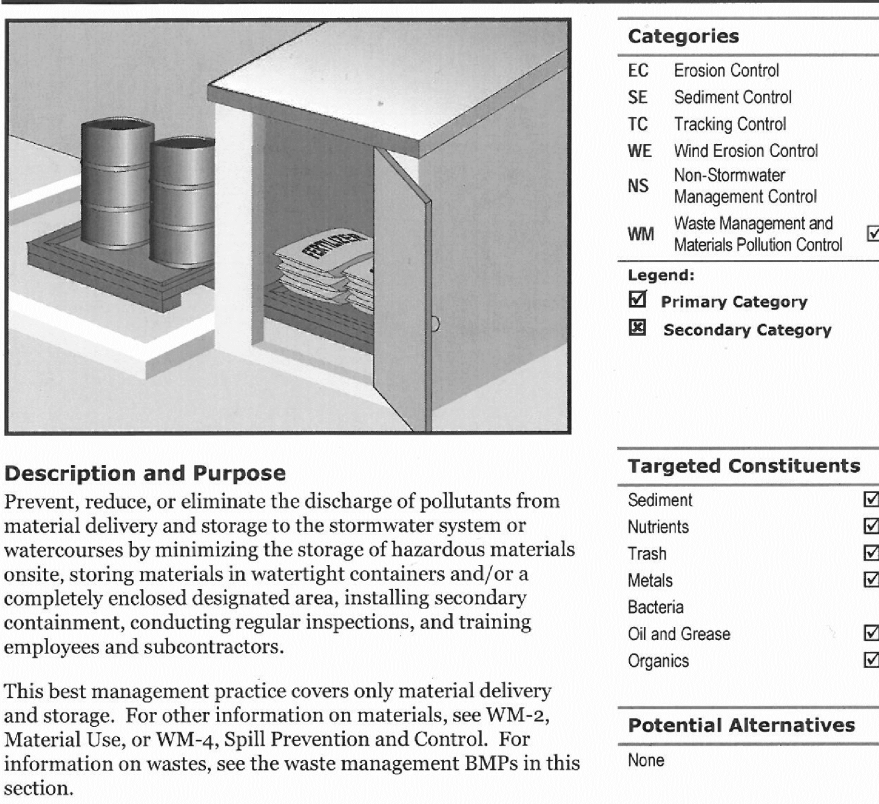 FERTILIZER
Description and Purpose
Prevent, reduce, or eliminate the discharge of pollutants from
material delivery and storage to the stormwater system or
watercourses by minimizing the storage of hazardous materials
onsite, storing materials in watertight containers and/or a
completely enclosed designated area, installing secondary
containment, conducting regular inspections, and training
employees and subcontractors.
This best management practice covers only material delivery
and storage. For other information on materials, see WM-2,
Material Use, or WM-4, Spill Prevention and Control. For
information on wastes, see the waste management BMPs in this
section.
Categories
EC Erosion Control
SE Sediment Control
TC Tracking Control
WE Wind Erosion Control
NS Non-Stormwater
Management Control
WM Waste Management and
Materials Pollution Control ☑
Legend:
☑ Primary Category
☒ Secondary Category
Targeted Constituents
Sediment ☑
Nutrients ☑
Trash ☑
Metals ☑
Bacteria
Oil and Grease ☑
Organics ☑
Potential Alternatives
None